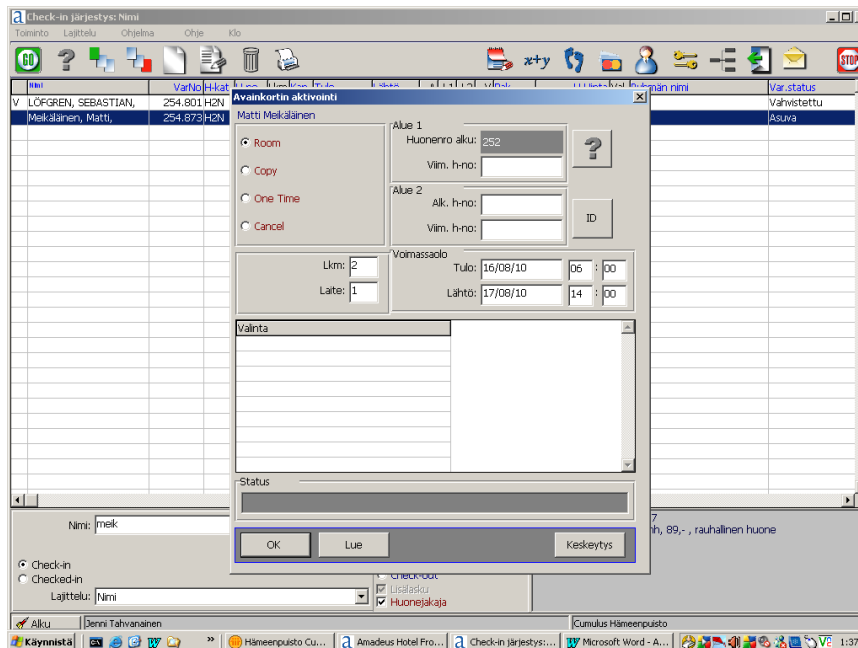 Check-in järjestys: Nimi
Toiminto Lajittelu Ohjelma Ohje Klo
GO x+y STOP
Nimi VarNo H-kat Var.status
V LÖFGREN, SEBASTIAN, 254.801 H2N Vahvistettu
Meikäläinen, Matti, 254.873 H2N Asuva
Avainkortin aktivointi
Matti Meikäläinen
Room
Copy
One Time
Cancel
Alue 1
Huonenro alku: 252
Viim. h-no:
?
Alue 2
Alk. h-no:
Viim. h-no:
ID
Lkm: 2
Laite: 1
Voimassaolo
Tulo: 16/08/10 06 : 00
Lähtö: 17/08/10 14 : 00
Valinta
Status
OK Lue Keskeytys
Nimi: meik
Check-in
Checked-in
Lajittelu: Nimi
Check-out
Lisälasku
Huonejakaja
7
nh, 89,- , rauhallinen huone
Alku Jenni Tahvanainen Cumulus Hämeenpuisto
Käynnistä » Hämeenpuisto Cu... Amadeus Hotel Fro... Check-in järjestys:... Microsoft Word - A... 1:37